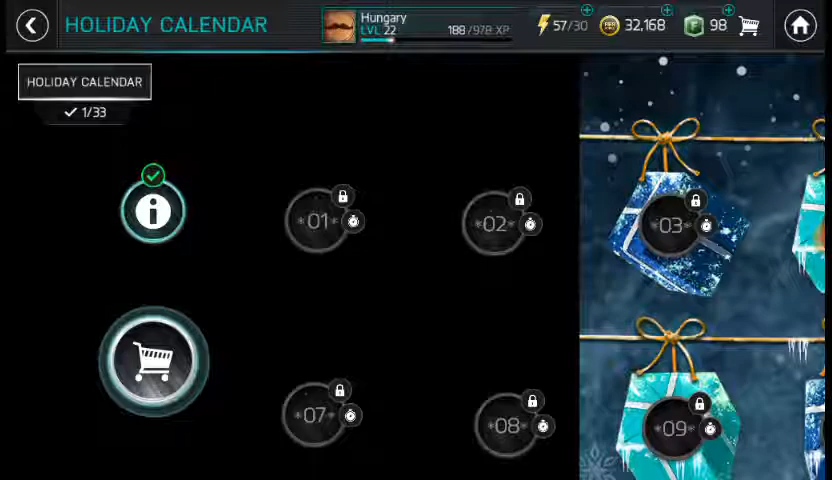 HOLIDAY CALENDAR
Hungary
LVL 22
188/978 XP
57/30
32,168
98
HOLIDAY CALENDAR
1/33
*01*
*02*
*03*
*07*
*08*
*09*